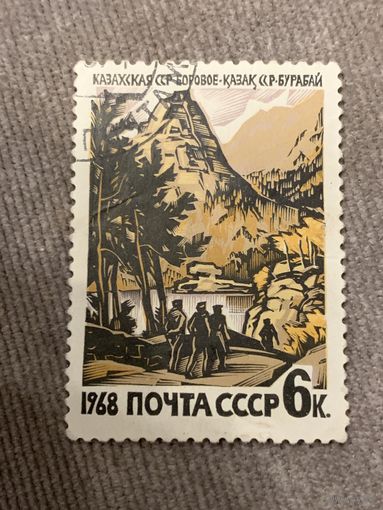 КАЗАХСКАЯ ССР·БОРОВОЕ·ҚАЗАҚ ССР·БУРАБАЙ
1968 ПОЧТА СССР 6К.